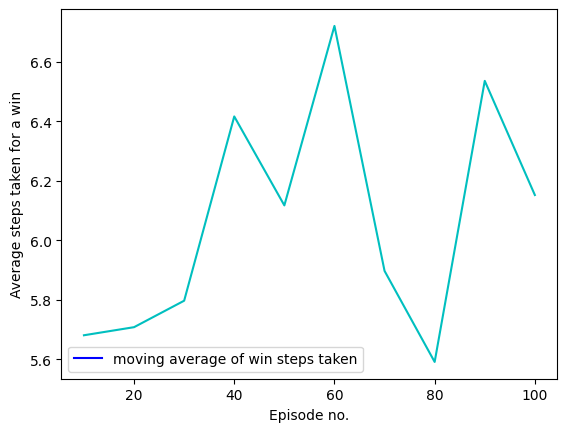 Average steps taken for a win
6.6
6.4
6.2
6.0
5.8
5.6
moving average of win steps taken
20 40 60 80 100
Episode no.